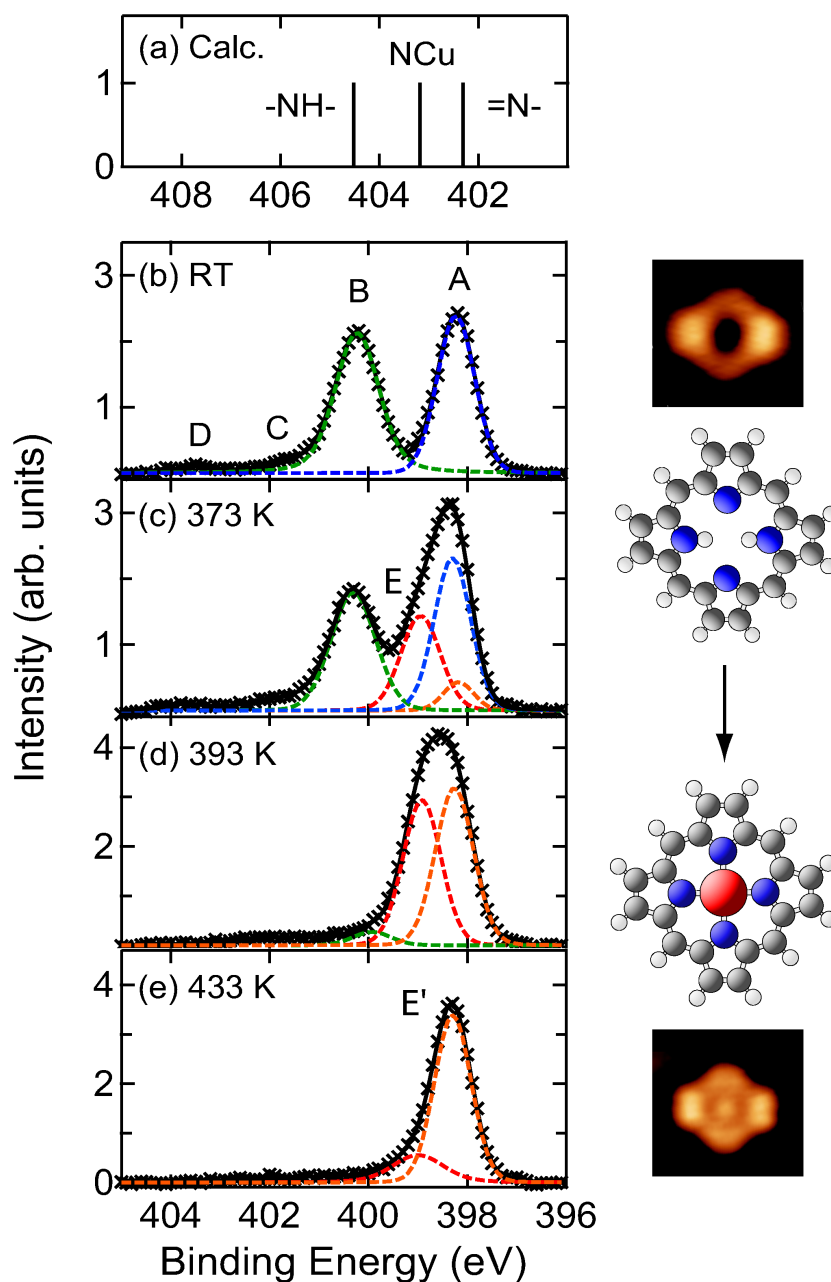 (a) Calc.
NCu
1
-NH-
=N-
0
408
406
404
402
3
(b) RT
B
A
1
D
C
3
(c) 373 K
E
1
4
(d) 393 K
2
(e) 433 K
E'
4
2
0
404
402
400
398
396
Binding Energy (eV)
Intensity (arb. units)